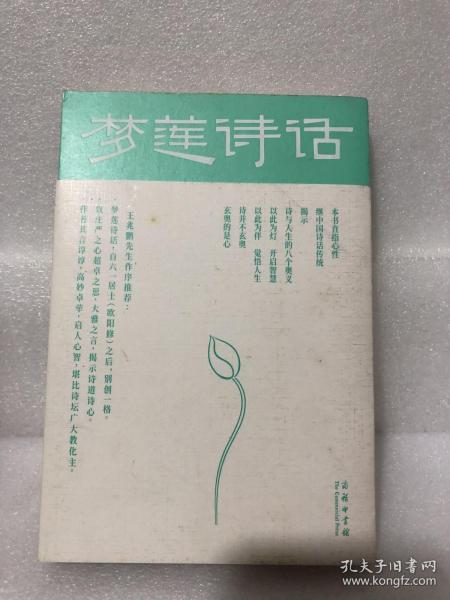 梦莲诗话
本书直指心性
继中国诗话传统
揭示
诗与人生的八个奥义
以此为灯 开启智慧
以此为伴 觉悟人生
诗并不玄奥
玄奥的是心
王兆鹏先生作序推荐：
梦莲诗话，自六一居士（欧阳修）之后，别创一格。
以庄严之心超卓之思，大雅之言，揭示诗道诗心。
作者其言谆谆，高妙卓荦，启人心智，堪比诗坛广大教化主。
商务印书馆
The Commercial Press
孔夫子旧书网
www.kongfz.com